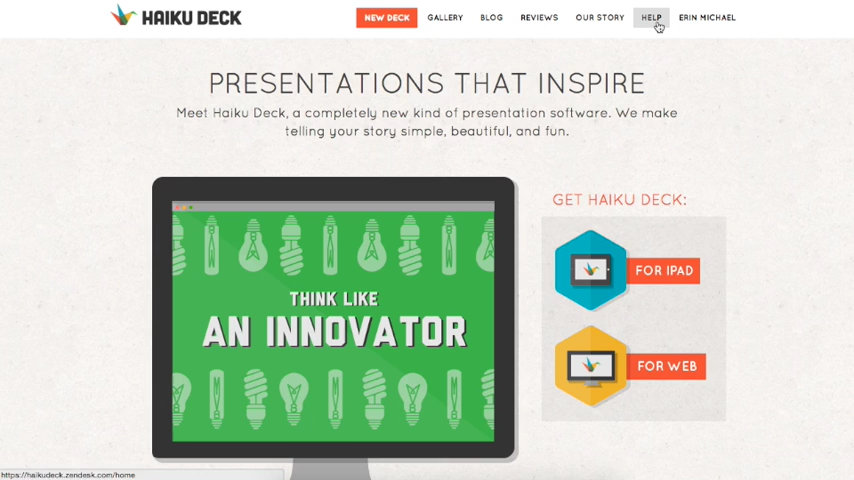 HAIKU DECK
NEW DECK GALLERY BLOG REVIEWS OUR STORY HELP ERIN MICHAEL
PRESENTATIONS THAT INSPIRE
Meet Haiku Deck, a completely new kind of presentation software. We make
telling your story simple, beautiful, and fun.
GET HAIKU DECK:
FOR IPAD
THINK LIKE
AN INNOVATOR
FOR WEB
https://haikudeck.zendesk.com/home